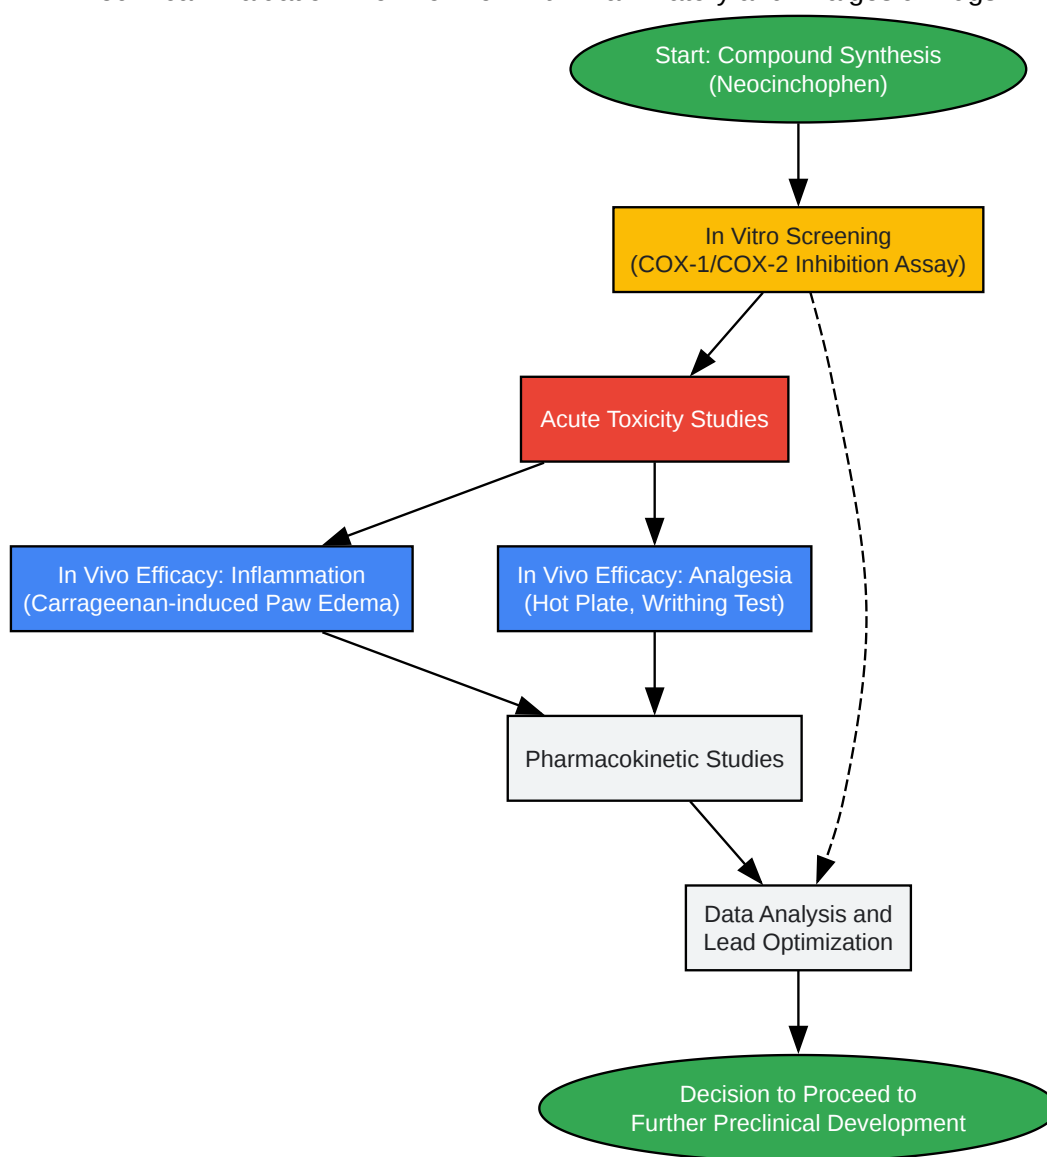 Start: Compound Synthesis
(Neocinchophen)
In Vitro Screening
(COX-1/COX-2 Inhibition Assay)
Acute Toxicity Studies
In Vivo Efficacy: Inflammation
(Carrageenan-induced Paw Edema)
In Vivo Efficacy: Analgesia
(Hot Plate, Writhing Test)
Pharmacokinetic Studies
Data Analysis and
Lead Optimization
Decision to Proceed to
Further Preclinical Development